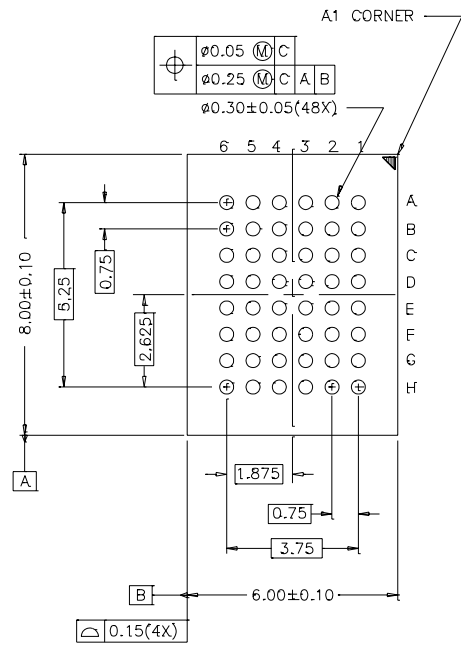 A1 CORNER
ø0.05 Ⓜ C
ø0.25 Ⓜ C A B
ø0.30±0.05(48X)
6 5 4 3 2 1
A
B
C
D
E
F
G
H
8.00±0.10
5.25
0.75
2.625
1.875
0.75
3.75
A
B
6.00±0.10
0.15(4X)